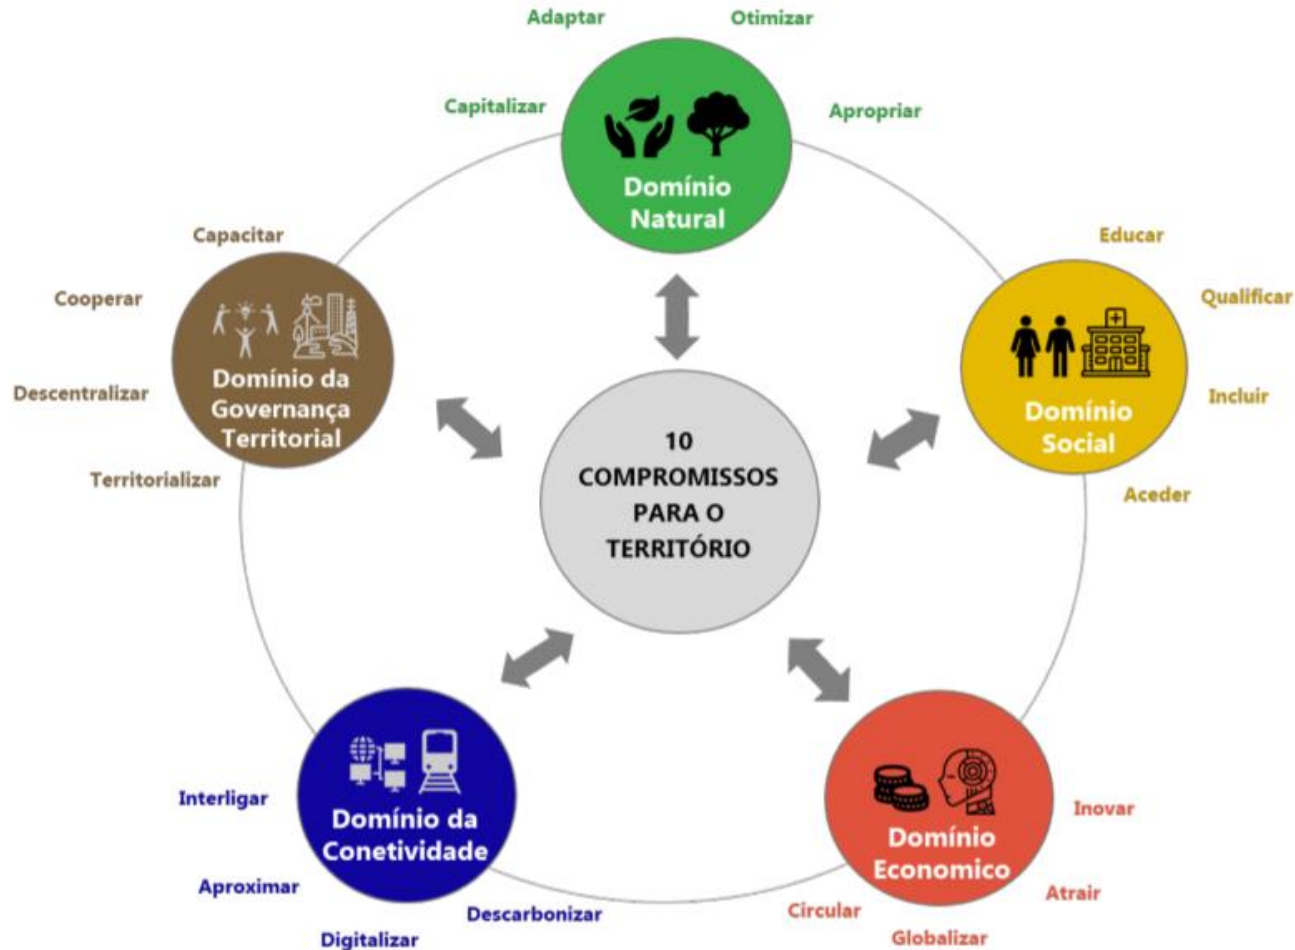 Adaptar
Otimizar
Capitalizar
Apropriar
Domínio
Natural
Capacitar
Cooperar
Descentralizar
Territorializar
Domínio da
Governança
Territorial
Educar
Qualificar
Incluir
Aceder
Domínio
Social
10
COMPROMISSOS
PARA O
TERRITÓRIO
Interligar
Aproximar
Digitalizar
Descarbonizar
Domínio da
Conetividade
Inovar
Atrair
Globalizar
Circular
Domínio
Economico